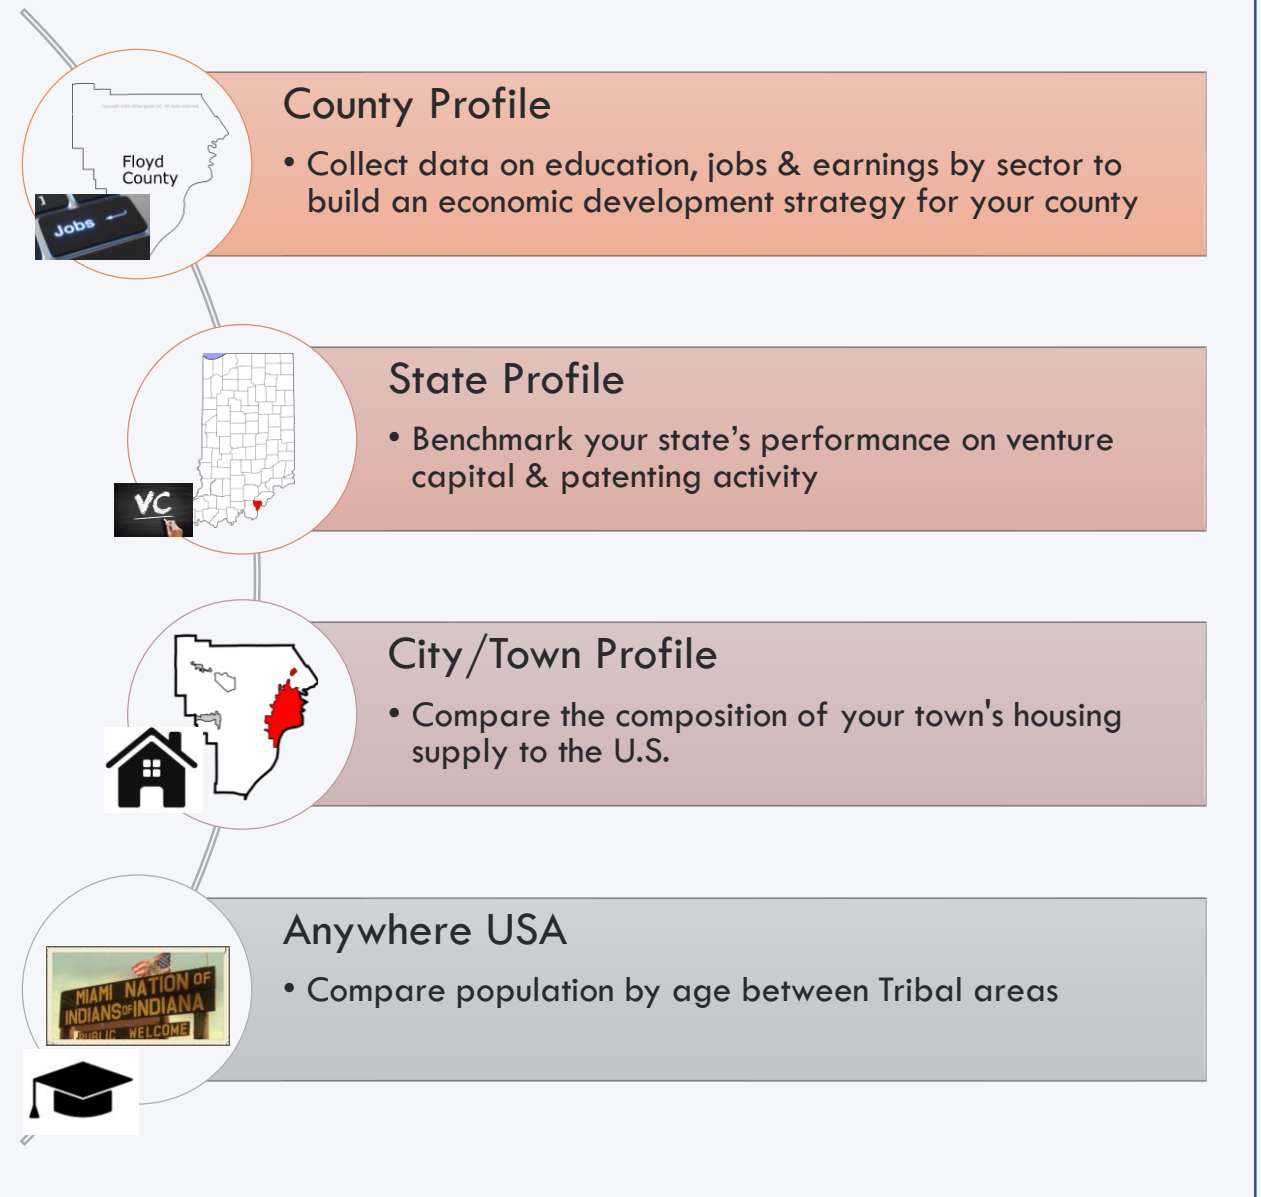 County Profile
• Collect data on education, jobs & earnings by sector to
build an economic development strategy for your county
Floyd
County
]
Jobs
State Profile
• Benchmark your state’s performance on venture
capital & patenting activity
VC
City/Town Profile
• Compare the composition of your town's housing
supply to the U.S.
Anywhere USA
• Compare population by age between Tribal areas
MIAMI NATION OF
INDIANS OF INDIANA
PUBLIC WELCOME